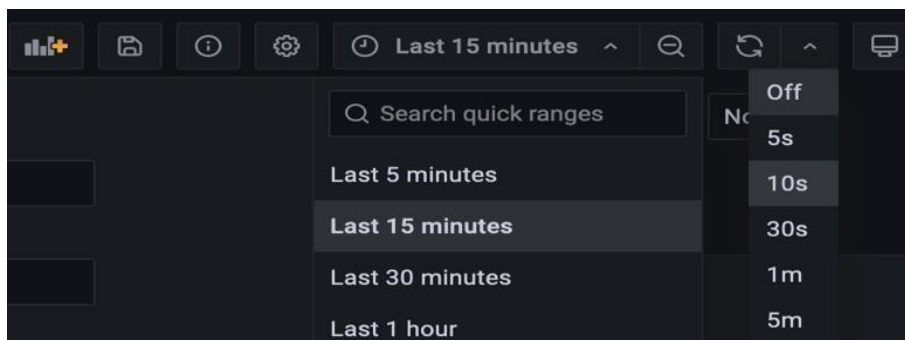 Last 15 minutes
Search quick ranges
Last 5 minutes
Last 15 minutes
Last 30 minutes
Last 1 hour
Off
5s
10s
30s
1m
5m